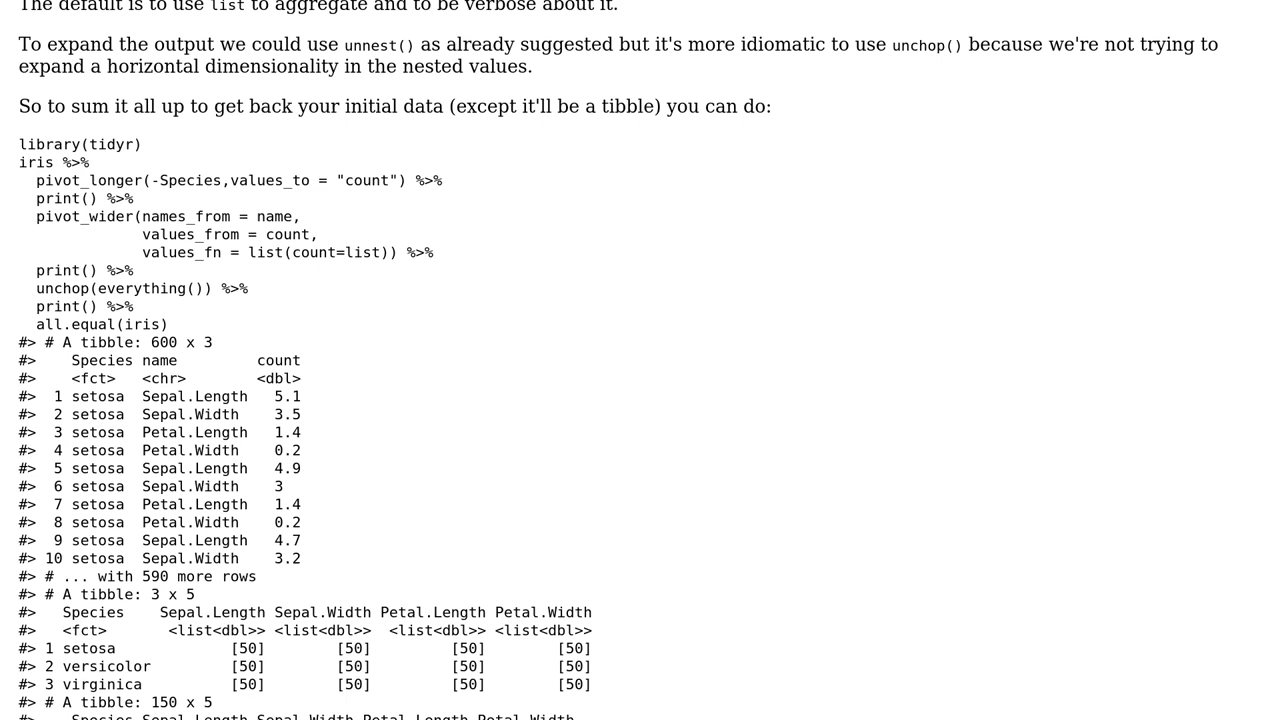 The default is to use list to aggregate and to be verbose about it.
To expand the output we could use unnest() as already suggested but it's more idiomatic to use unchop() because we're not trying to
expand a horizontal dimensionality in the nested values.
So to sum it all up to get back your initial data (except it'll be a tibble) you can do:
library(tidyr)
iris %>%
  pivot_longer(-Species,values_to = "count") %>%
  print() %>%
  pivot_wider(names_from = name,
              values_from = count,
              values_fn = list(count=list)) %>%
  print() %>%
  unchop(everything()) %>%
  print() %>%
  all.equal(iris)
#> # A tibble: 600 x 3
#>    Species name         count
#>    <fct>   <chr>        <dbl>
#>  1 setosa  Sepal.Length   5.1
#>  2 setosa  Sepal.Width    3.5
#>  3 setosa  Petal.Length   1.4
#>  4 setosa  Petal.Width    0.2
#>  5 setosa  Sepal.Length   4.9
#>  6 setosa  Sepal.Width    3
#>  7 setosa  Petal.Length   1.4
#>  8 setosa  Petal.Width    0.2
#>  9 setosa  Sepal.Length   4.7
#> 10 setosa  Sepal.Width    3.2
#> # ... with 590 more rows
#> # A tibble: 3 x 5
#>   Species    Sepal.Length Sepal.Width Petal.Length Petal.Width
#>   <fct>       <list<dbl>> <list<dbl>>  <list<dbl>> <list<dbl>>
#> 1 setosa             [50]        [50]         [50]        [50]
#> 2 versicolor         [50]        [50]         [50]        [50]
#> 3 virginica          [50]        [50]         [50]        [50]
#> # A tibble: 150 x 5
#>    Species Sepal.Length Sepal.Width Petal.Length Petal.Width